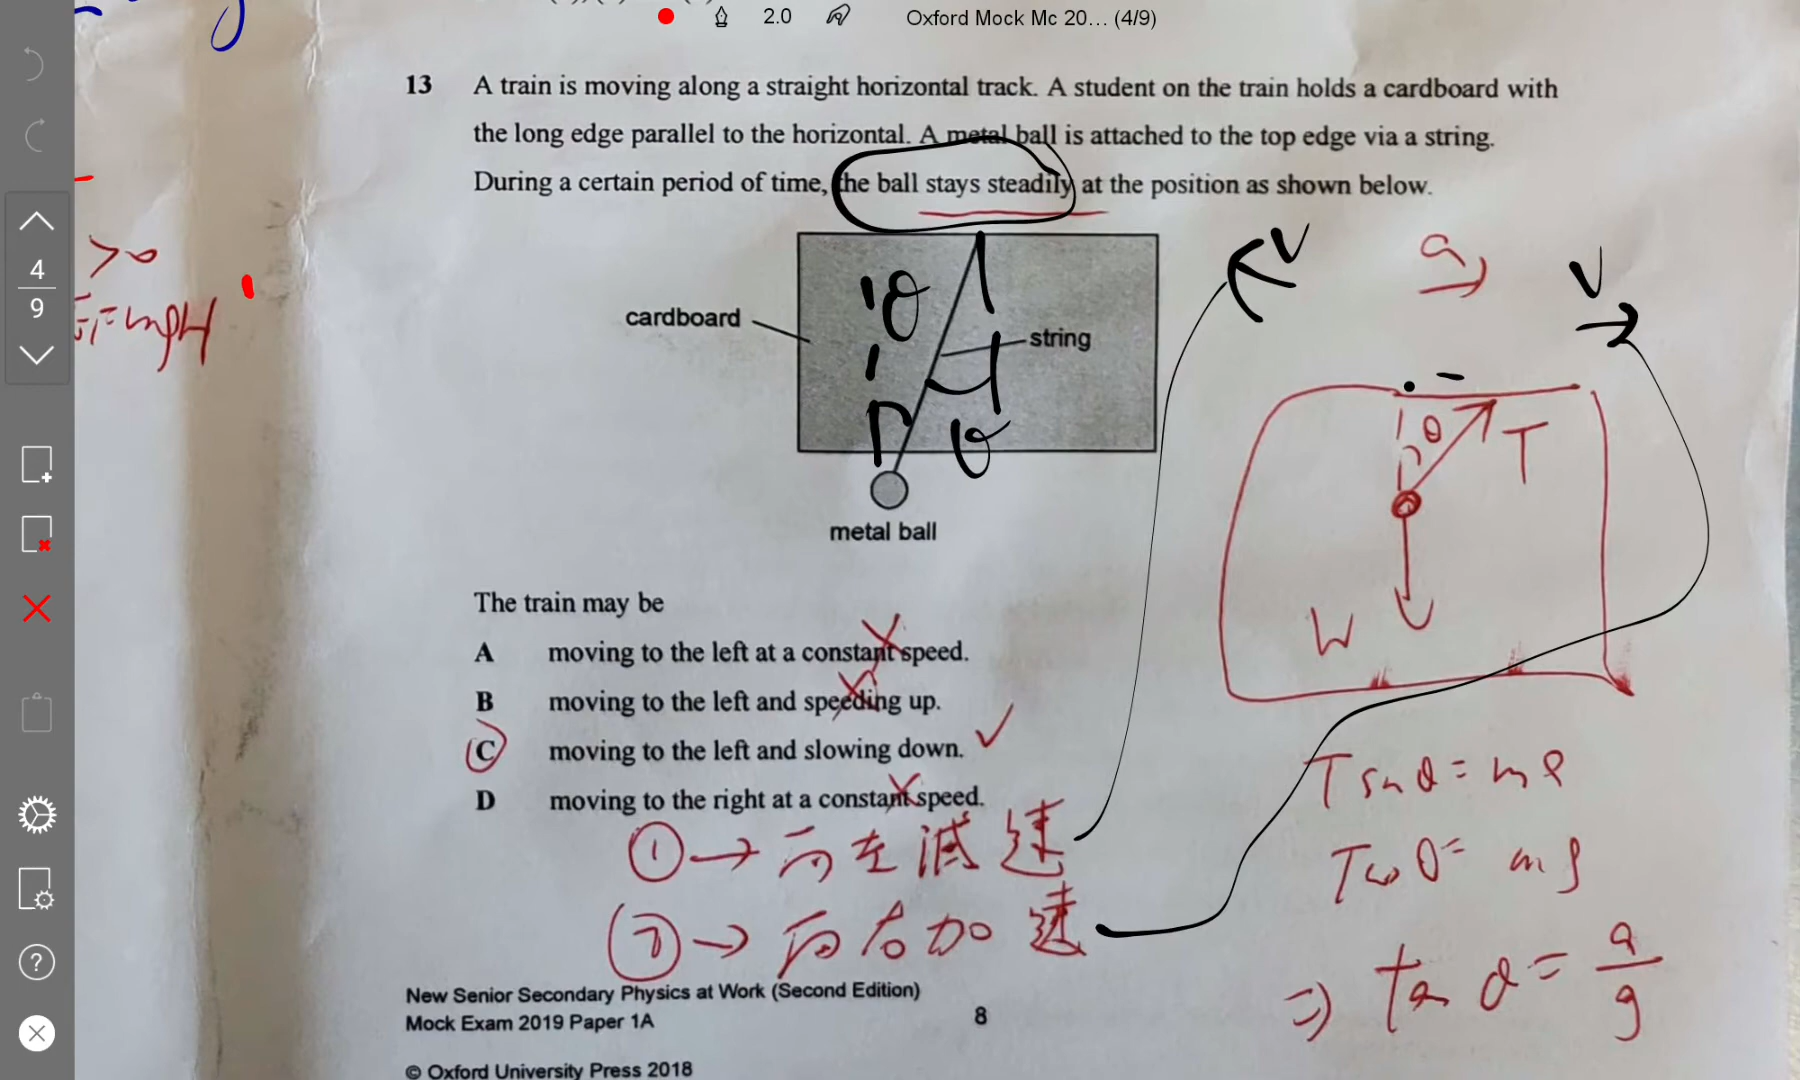 2.0
Oxford Mock Mc 20... (4/9)
4
9
13 A train is moving along a straight horizontal track. A student on the train holds a cardboard with
the long edge parallel to the horizontal. A metal ball is attached to the top edge via a string.
During a certain period of time, the ball stays steadily at the position as shown below.
V
a
V
>0
θ
cardboard
string
θ
θ
T
metal ball
W
The train may be
A moving to the left at a constant speed.
B moving to the left and speeding up.
C moving to the left and slowing down.
D moving to the right at a constant speed.
① → 向左減速
② → 向右加速
=> tan θ = a/g
New Senior Secondary Physics at Work (Second Edition)
Mock Exam 2019 Paper 1A
8
© Oxford University Press 2018